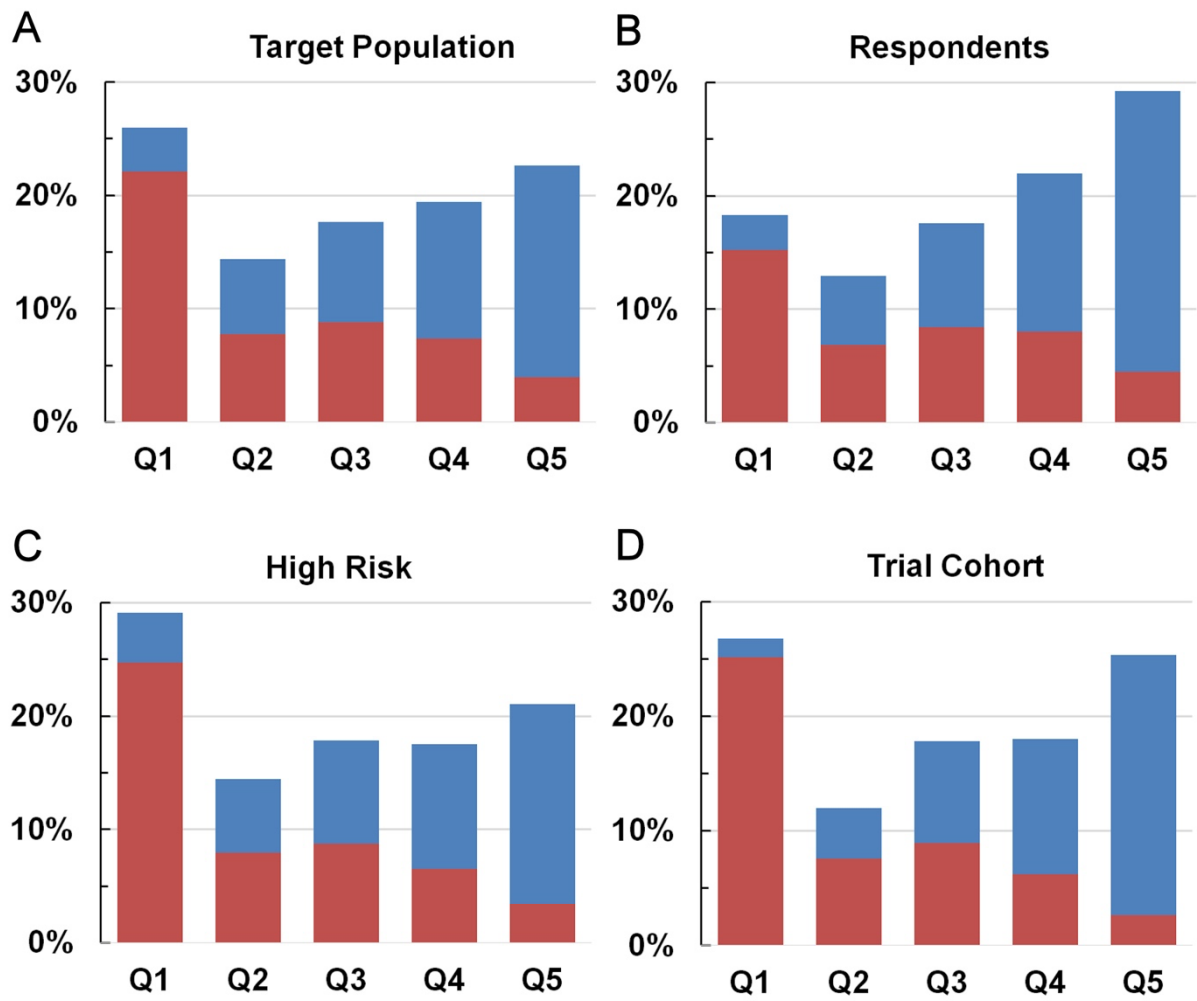 A
Target Population
30%
20%
10%
0%
Q1 Q2 Q3 Q4 Q5
B
Respondents
30%
20%
10%
0%
Q1 Q2 Q3 Q4 Q5
C
High Risk
30%
20%
10%
0%
Q1 Q2 Q3 Q4 Q5
D
Trial Cohort
30%
20%
10%
0%
Q1 Q2 Q3 Q4 Q5